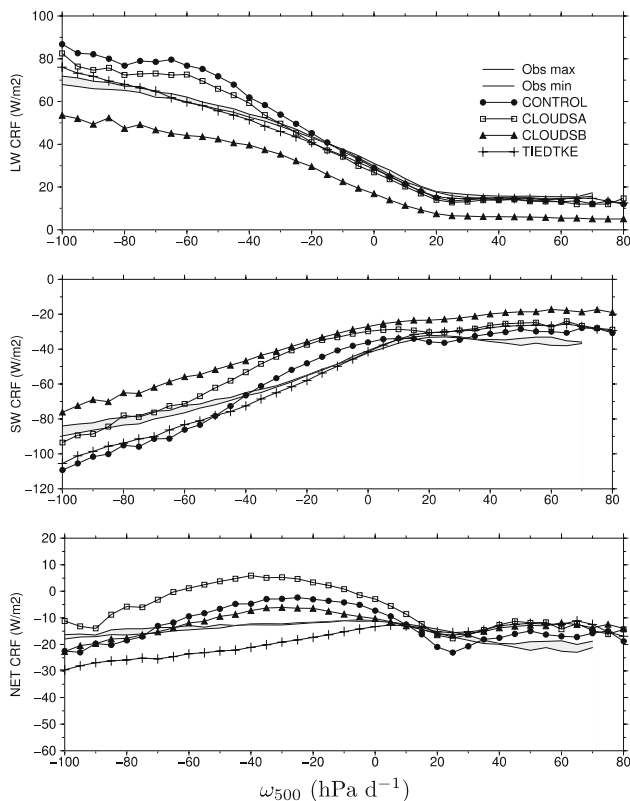 100
80
60
40
20
0
LW CRF (W/m2)
Obs max
Obs min
CONTROL
CLOUDSA
CLOUDSB
TIEDTKE
−100 −80 −60 −40 −20 0 20 40 60 80
0
−20
−40
−60
−80
−100
−120
SW CRF (W/m2)
−100 −80 −60 −40 −20 0 20 40 60 80
20
10
0
−10
−20
−30
−40
−50
−60
NET CRF (W/m2)
−100 −80 −60 −40 −20 0 20 40 60 80
ω500 (hPa d−1)